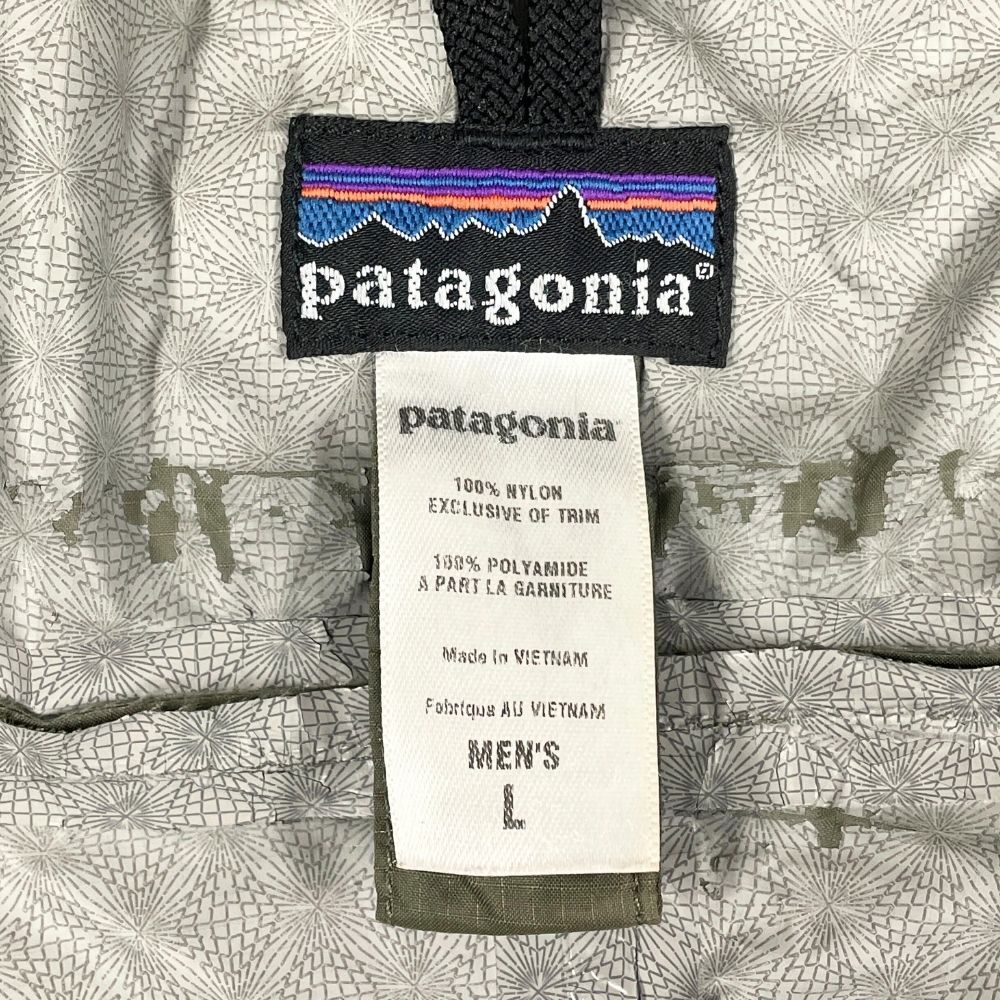 patagonia®
patagonia
100% NYLON
EXCLUSIVE OF TRIM
100% POLYAMIDE
A PART LA GARNITURE
Made in VIETNAM
Fabriqué AU VIETNAM
MEN'S
L